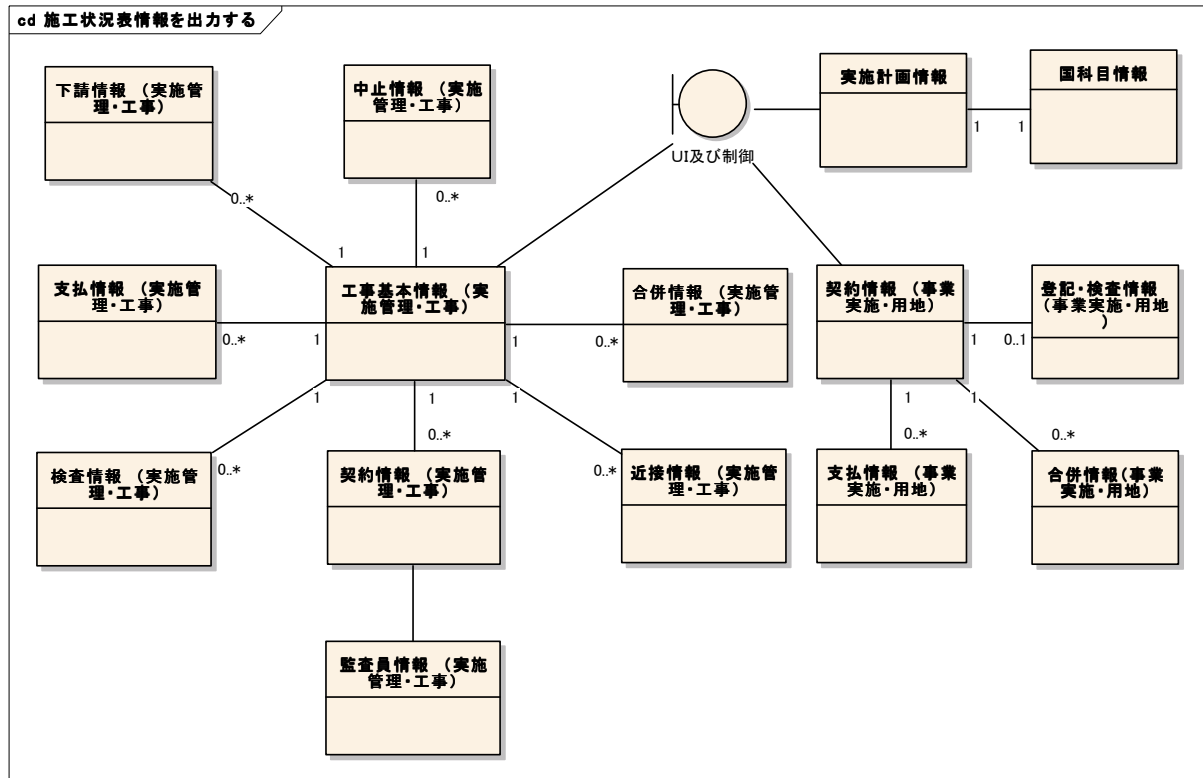 cd 施工状況表情報を出力する
下請情報 （実施管
理・工事）
中止情報 （実施
管理・工事）
UI及び制御
実施計画情報
国科目情報
1
1
0..*
0..*
1
1
支払情報 （実施管
理・工事）
工事基本情報 （実
施管理・工事）
合併情報 （実施管
理・工事）
契約情報 （事業
実施・用地）
登記・検査情報
（事業実施・用地
）
0..*
1
1
0..*
1
0..1
1
1
1
1
1
0..*
0..*
0..*
0..*
0..*
検査情報 （実施管
理・工事）
契約情報 （実施管
理・工事）
近接情報 （実施管
理・工事）
支払情報 （事業
実施・用地）
合併情報（事業
実施・用地）
監査員情報 （実施
管理・工事）